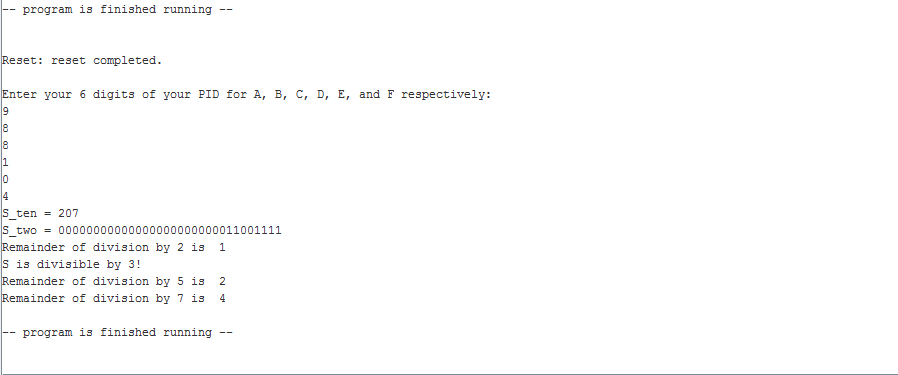 -- program is finished running --
Reset: reset completed.
Enter your 6 digits of your PID for A, B, C, D, E, and F respectively:
9
8
8
1
0
4
S_ten = 207
S_two = 00000000000000000000000011001111
Remainder of division by 2 is  1
S is divisible by 3!
Remainder of division by 5 is  2
Remainder of division by 7 is  4
-- program is finished running --